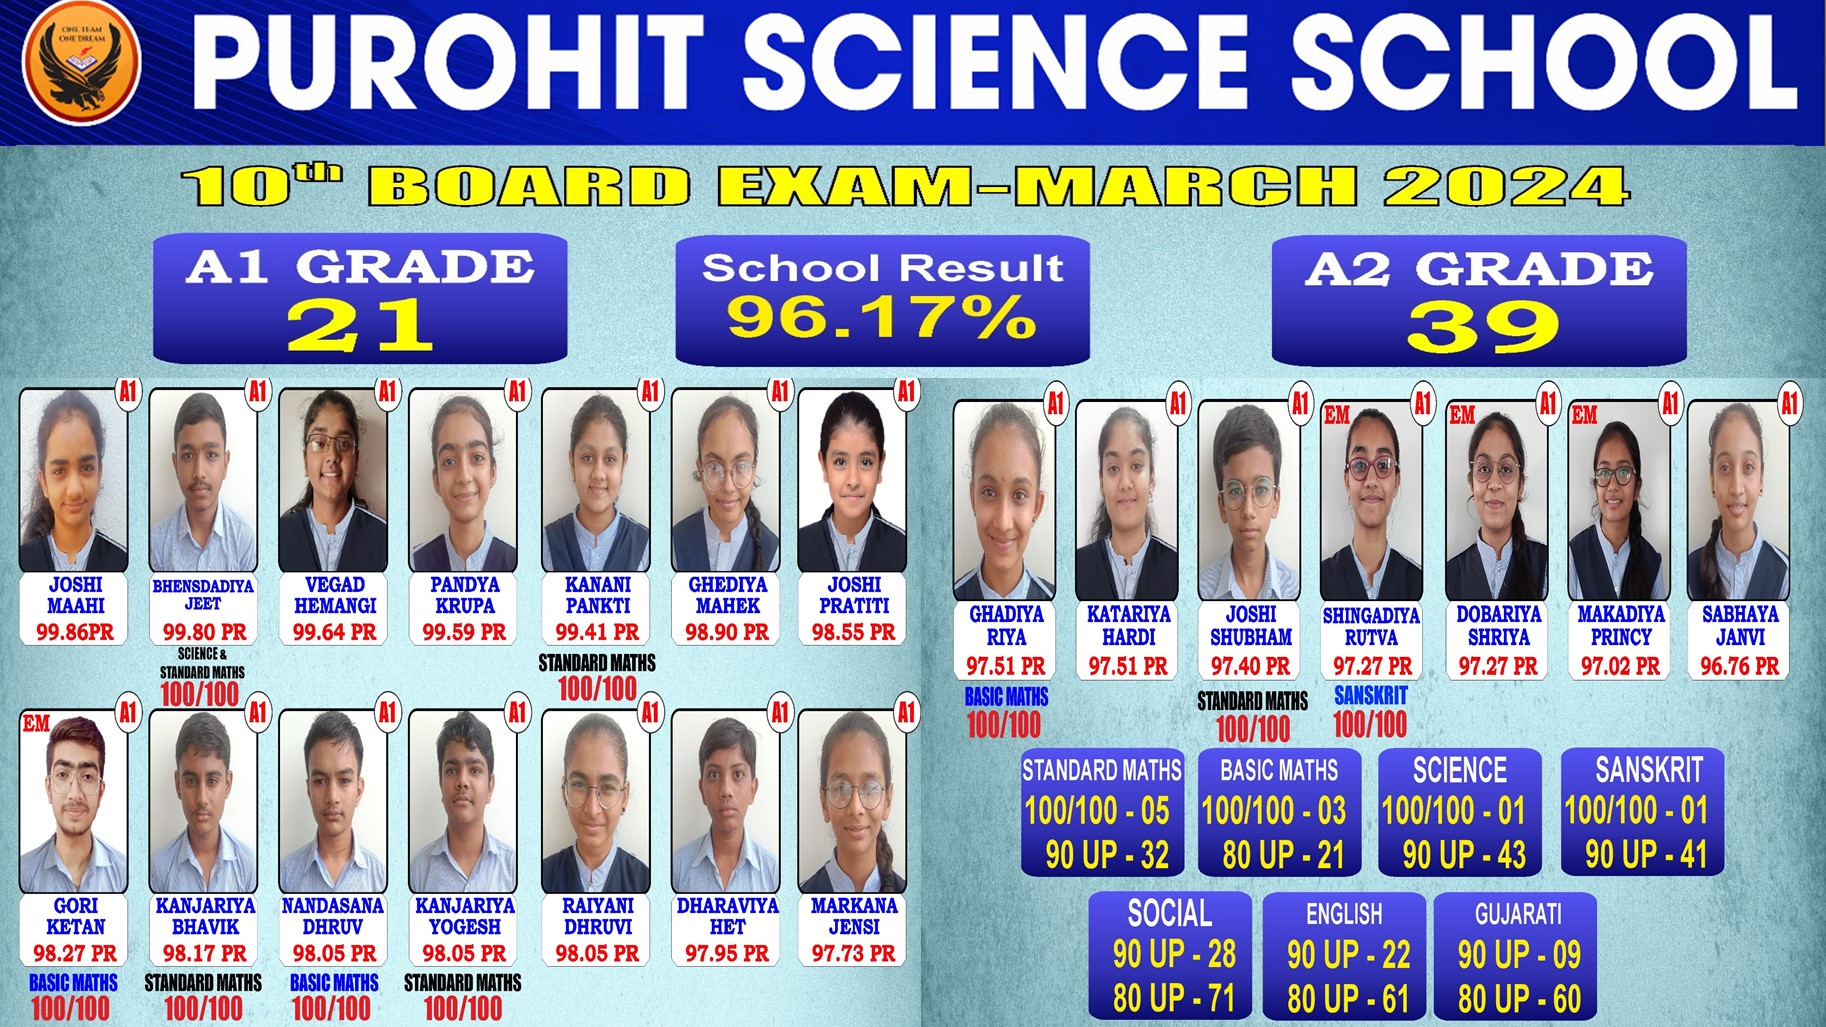 ONE TEAM
ONE DREAM
PUROHIT SCIENCE SCHOOL
10th BOARD EXAM-MARCH 2024
A1 GRADE
21
School Result
96.17%
A2 GRADE
39
A1
JOSHI
MAAHI
99.86PR
A1
BHENSDADIYA
JEET
99.80 PR
SCIENCE &
STANDARD MATHS
100/100
A1
VEGAD
HEMANGI
99.64 PR
A1
PANDYA
KRUPA
99.59 PR
A1
KANANI
PANKTI
99.41 PR
STANDARD MATHS
100/100
A1
GHEDIYA
MAHEK
98.90 PR
A1
JOSHI
PRATITI
98.55 PR
EM
A1
GORI
KETAN
98.27 PR
BASIC MATHS
100/100
A1
KANJARIYA
BHAVIK
98.17 PR
STANDARD MATHS
100/100
A1
NANDASANA
DHRUV
98.05 PR
BASIC MATHS
100/100
A1
KANJARIYA
YOGESH
98.05 PR
STANDARD MATHS
100/100
A1
RAIYANI
DHRUVI
98.05 PR
A1
DHARAVIYA
HET
97.95 PR
A1
MARKANA
JENSI
97.73 PR
A1
GHADIYA
RIYA
97.51 PR
BASIC MATHS
100/100
A1
KATARIYA
HARDI
97.51 PR
A1
JOSHI
SHUBHAM
97.40 PR
STANDARD MATHS
100/100
EM
A1
SHINGADIYA
RUTVA
97.27 PR
SANSKRIT
100/100
EM
A1
DOBARIYA
SHRIYA
97.27 PR
EM
A1
MAKADIYA
PRINCY
97.02 PR
A1
SABHAYA
JANVI
96.76 PR
STANDARD MATHS
100/100 - 05
90 UP - 32
BASIC MATHS
100/100 - 03
80 UP - 21
SCIENCE
100/100 - 01
90 UP - 43
SANSKRIT
100/100 - 01
90 UP - 41
SOCIAL
90 UP - 28
80 UP - 71
ENGLISH
90 UP - 22
80 UP - 61
GUJARATI
90 UP - 09
80 UP - 60